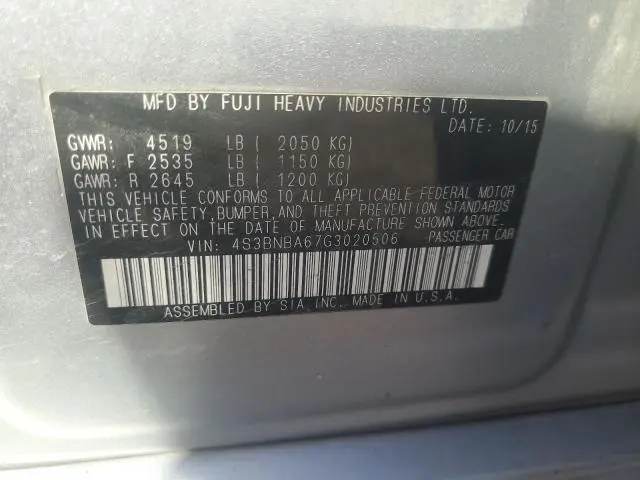 MFD BY FUJI HEAVY INDUSTRIES LTD.
DATE: 10/15
GVWR: 4519 LB ( 2050 KG)
GAWR: F 2535 LB ( 1150 KG)
GAWR: R 2645 LB ( 1200 KG)
THIS VEHICLE CONFORMS TO ALL APPLICABLE FEDERAL MOTOR
VEHICLE SAFETY, BUMPER, AND THEFT PREVENTION STANDARDS
IN EFFECT ON THE DATE OF MANUFACTURE SHOWN ABOVE.
VIN: 4S3BNBA67G3020506 PASSENGER CAR
ASSEMBLED BY SIA INC. MADE IN U.S.A.